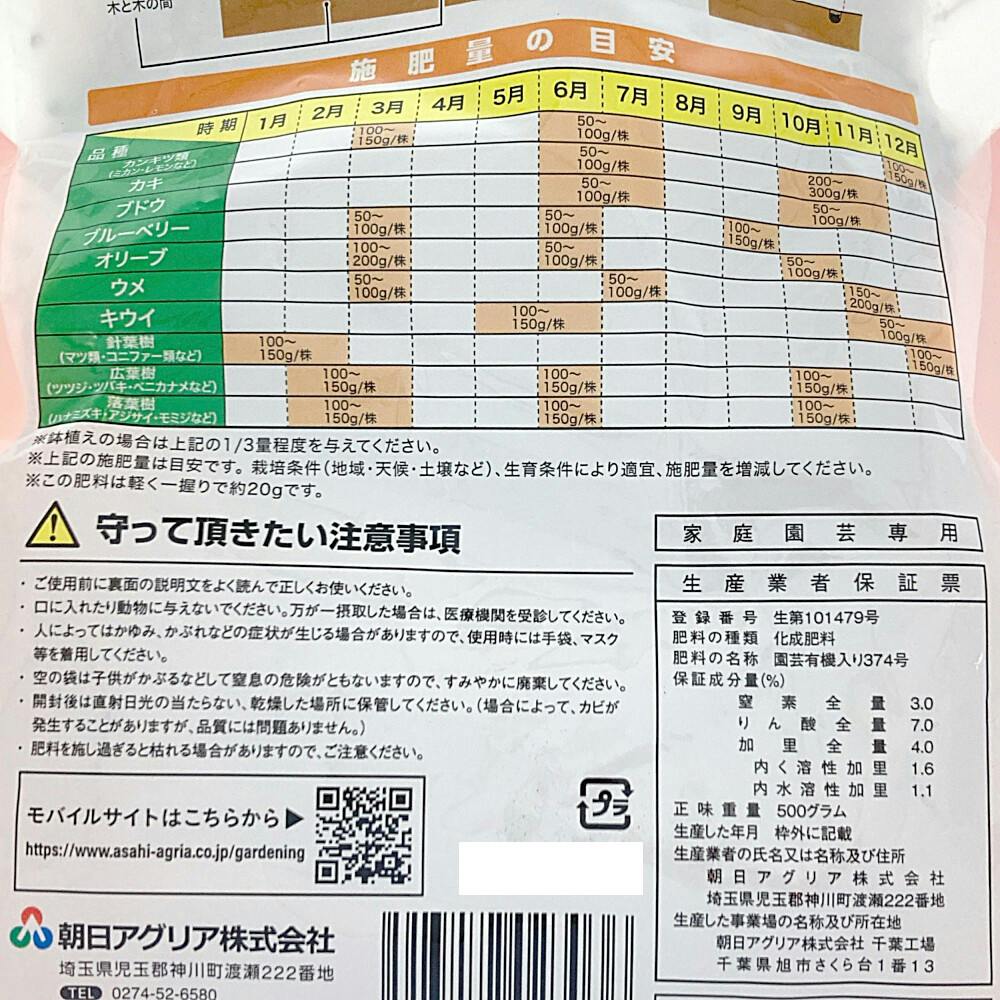 木と木の間
施肥量の目安
時期 1月 2月 3月 4月 5月 6月 7月 8月 9月 10月 11月 12月
品種
カンキツ類
(ミカン・レモンなど)
100〜150g/株 50〜100g/株 100〜150g/株
カキ
50〜100g/株 200〜300g/株
ブドウ
50〜100g/株 50〜100g/株
ブルーベリー
50〜100g/株 50〜100g/株 100〜150g/株
オリーブ
100〜200g/株 50〜100g/株 50〜100g/株
ウメ
50〜100g/株 50〜100g/株 150〜200g/株
キウイ
100〜150g/株 50〜100g/株
針葉樹
(マツ類・コニファー類など)
100〜150g/株 100〜150g/株
広葉樹
(ツツジ・ツバキ・ベニカナメなど)
100〜150g/株 100〜150g/株 100〜150g/株
落葉樹
(ハナミズキ・アジサイ・モミジなど)
100〜150g/株 100〜150g/株 100〜150g/株
※鉢植えの場合は上記の1/3量程度を与えてください。
※上記の施肥量は目安です。栽培条件(地域・天候・土壌など)、生育条件により適宜、施肥量を増減してください。
※この肥料は軽く一握りで約20gです。
守って頂きたい注意事項
・ご使用前に裏面の説明文をよく読んで正しくお使いください。
・口に入れたり動物に与えないでください。万が一摂取した場合は、医療機関を受診してください。
・人によってはかゆみ、かぶれなどの症状が生じる場合がありますので、使用時には手袋、マスク
等を着用してください。
・空の袋は子供がかぶるなどして窒息の危険がともないますので、すみやかに廃棄してください。
・開封後は直射日光の当たらない、乾燥した場所に保管してください。(場合によって、カビが
発生することがありますが、品質には問題ありません。)
・肥料を施し過ぎると枯れる場合がありますので、ご注意ください。
モバイルサイトはこちらから▶
https://www.asahi-agria.co.jp/gardening
プラ
朝日アグリア株式会社
埼玉県児玉郡神川町渡瀬222番地
TEL 0274-52-6580
家庭園芸専用
生産業者保証票
登録番号 生第101479号
肥料の種類 化成肥料
肥料の名称 園芸有機入り374号
保証成分量(%)
窒素全量 3.0
りん酸全量 7.0
加里全量 4.0
内く溶性加里 1.6
内水溶性加里 1.1
正味重量 500グラム
生産した年月 枠外に記載
生産業者の氏名又は名称及び住所
朝日アグリア株式会社
埼玉県児玉郡神川町渡瀬222番地
生産した事業場の名称及び所在地
朝日アグリア株式会社 千葉工場
千葉県旭市さくら台1番13